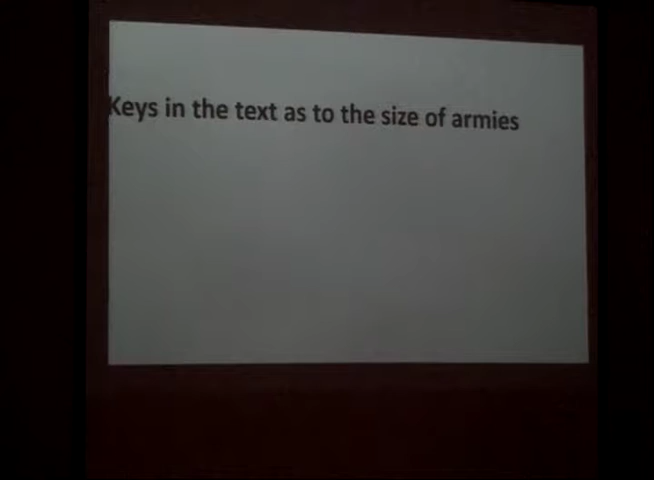 Keys in the text as to the size of armies